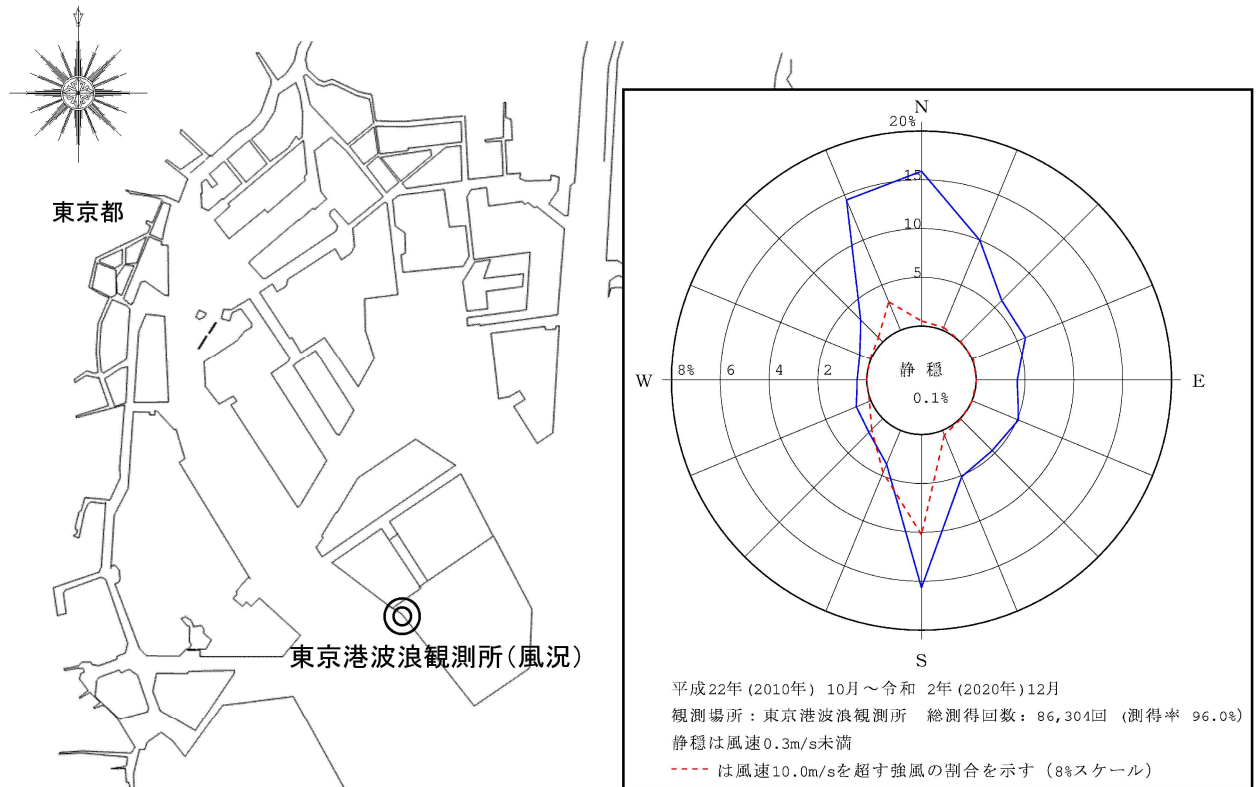 東京都
東京港波浪観測所(風況)
N
20%
15
10
5
W
8%
6
4
2
静穏
0.1%
E
S
平成22年(2010年) 10月～令和 2年(2020年)12月
観測場所：東京港波浪観測所 総測得回数: 86,304回 (測得率 96.0%)
静穏は風速0.3m/s未満
---- は風速10.0m/sを超す強風の割合を示す (8%スケール)